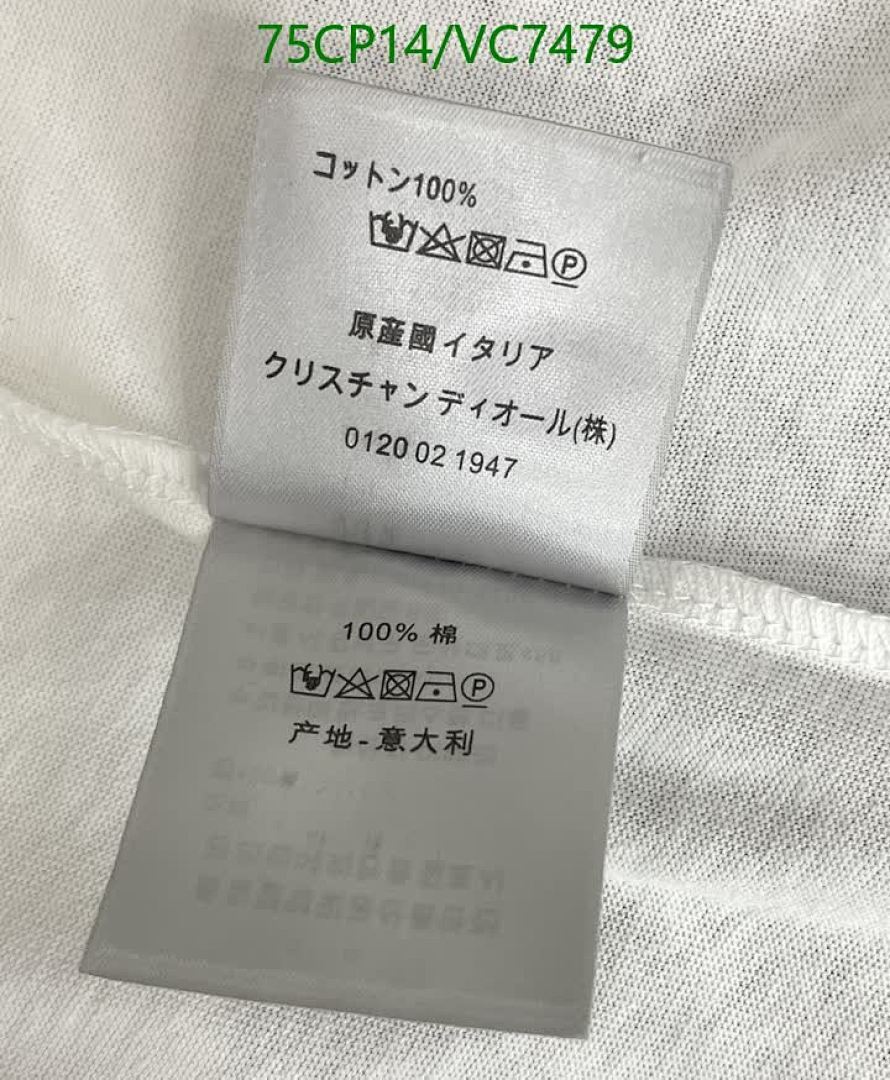 75CP14/VC7479
コットン100%
P
原産國イタリア
クリスチャン ディオール(株)
0120 02 1947
100% 棉
P
产地-意大利